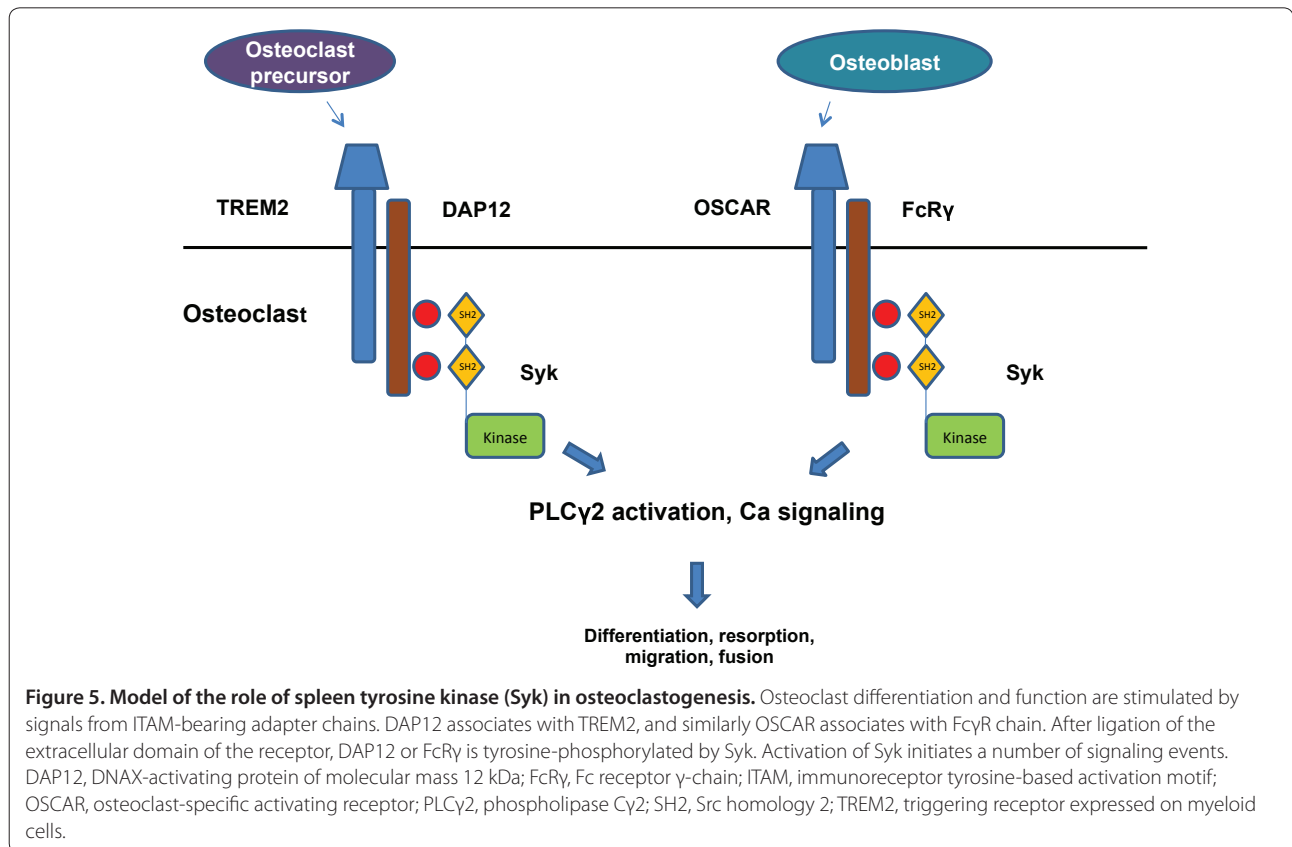 Osteoclast
precursor
Osteoblast
TREM2
DAP12
OSCAR
FcRγ
Osteoclast
SH2
SH2
SH2
SH2
Syk
Syk
Kinase
Kinase
PLCγ2 activation, Ca signaling
Differentiation, resorption,
migration, fusion
Figure 5. Model of the role of spleen tyrosine kinase (Syk) in osteoclastogenesis. Osteoclast differentiation and function are stimulated by
signals from ITAM-bearing adapter chains. DAP12 associates with TREM2, and similarly OSCAR associates with FcγR chain. After ligation of the
extracellular domain of the receptor, DAP12 or FcRγ is tyrosine-phosphorylated by Syk. Activation of Syk initiates a number of signaling events.
DAP12, DNAX-activating protein of molecular mass 12 kDa; FcRγ, Fc receptor γ-chain; ITAM, immunoreceptor tyrosine-based activation motif;
OSCAR, osteoclast-specific activating receptor; PLCγ2, phospholipase Cγ2; SH2, Src homology 2; TREM2, triggering receptor expressed on myeloid
cells.